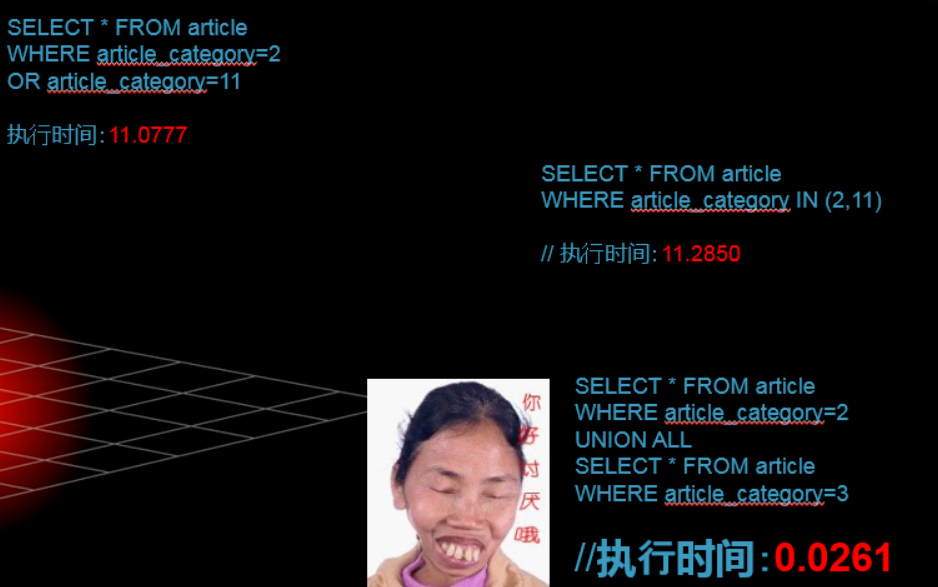 SELECT * FROM article
WHERE article_category=2
OR article_category=11
执行时间:11.0777
SELECT * FROM article
WHERE article_category IN (2,11)
// 执行时间:11.2850
你好讨厌哦
SELECT * FROM article
WHERE article_category=2
UNION ALL
SELECT * FROM article
WHERE article_category=3
//执行时间:0.0261